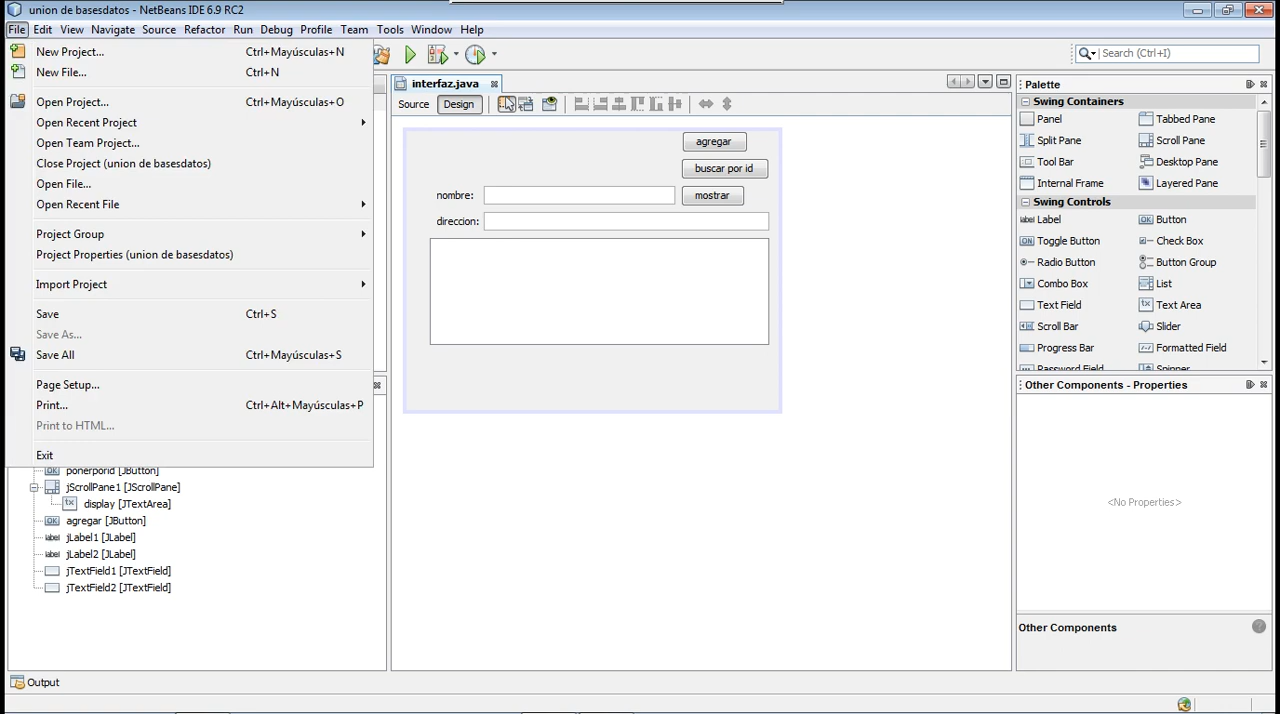 union de basesdatos - NetBeans IDE 6.9 RC2
File Edit View Navigate Source Refactor Run Debug Profile Team Tools Window Help
New Project... Ctrl+Mayúsculas+N
New File... Ctrl+N
Open Project... Ctrl+Mayúsculas+O
Open Recent Project
Open Team Project...
Close Project (union de basesdatos)
Open File...
Open Recent File
Project Group
Project Properties (union de basesdatos)
Import Project
Save Ctrl+S
Save As...
Save All Ctrl+Mayúsculas+S
Page Setup...
Print... Ctrl+Alt+Mayúsculas+P
Print to HTML...
Exit
ponerporid [JButton]
jScrollPane1 [JScrollPane]
display [JTextArea]
agregar [JButton]
jLabel1 [JLabel]
jLabel2 [JLabel]
jTextField1 [JTextField]
jTextField2 [JTextField]
Output
Search (Ctrl+I)
interfaz.java
Source Design
agregar
buscar por id
nombre: mostrar
direccion:
Palette
Swing Containers
Panel Tabbed Pane
Split Pane Scroll Pane
Tool Bar Desktop Pane
Internal Frame Layered Pane
Swing Controls
Label Button
Toggle Button Check Box
Radio Button Button Group
Combo Box List
Text Field Text Area
Scroll Bar Slider
Progress Bar Formatted Field
Password Field Spinner
Other Components - Properties
<No Properties>
Other Components